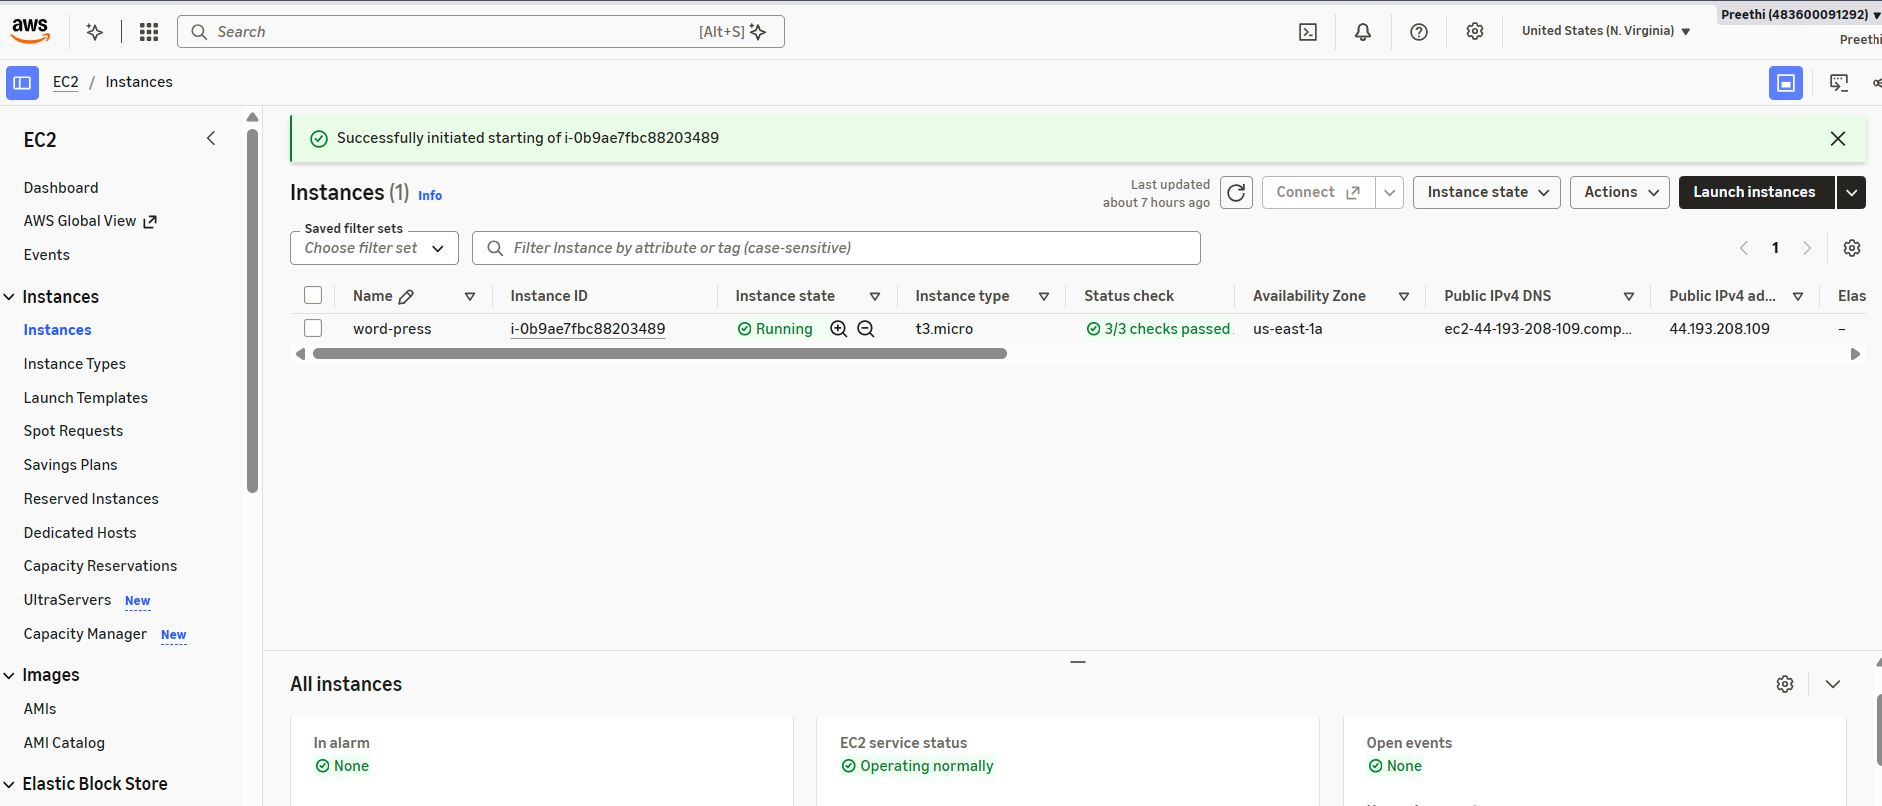 Preethi (483600091292)
aws
Search
[Alt+S]
United States (N. Virginia)
Preethi
EC2 / Instances
EC2
Dashboard
AWS Global View
Events
Instances
Instances
Instance Types
Launch Templates
Spot Requests
Savings Plans
Reserved Instances
Dedicated Hosts
Capacity Reservations
UltraServers New
Capacity Manager New
Images
AMIs
AMI Catalog
Elastic Block Store
Successfully initiated starting of i-0b9ae7fbc88203489
Instances (1) Info
Last updated
about 7 hours ago
Connect
Instance state
Actions
Launch instances
Saved filter sets
Choose filter set
Filter Instance by attribute or tag (case-sensitive)
1
Name Instance ID Instance state Instance type Status check Availability Zone Public IPv4 DNS Public IPv4 ad... Elas
word-press i-0b9ae7fbc88203489 Running t3.micro 3/3 checks passed us-east-1a ec2-44-193-208-109.comp... 44.193.208.109 –
All instances
In alarm
None
EC2 service status
Operating normally
Open events
None